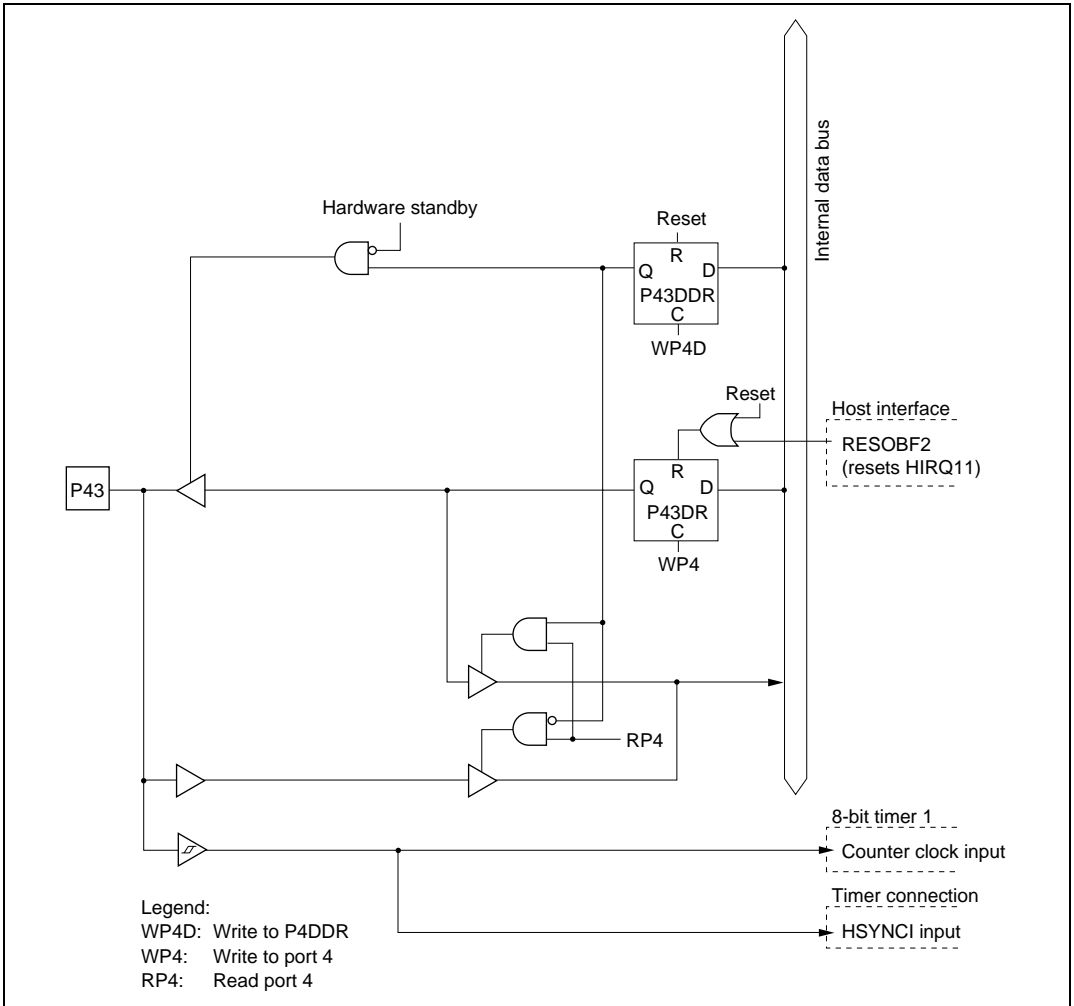 Hardware standby
Internal data bus
Reset
R
Q
D
P43DDR
C
WP4D
Reset
Host interface
RESOBF2
(resets HIRQ11)
R
P43
Q
D
P43DR
C
WP4
RP4
8-bit timer 1
Counter clock input
Timer connection
HSYNCI input
Legend:
WP4D: Write to P4DDR
WP4: Write to port 4
RP4: Read port 4